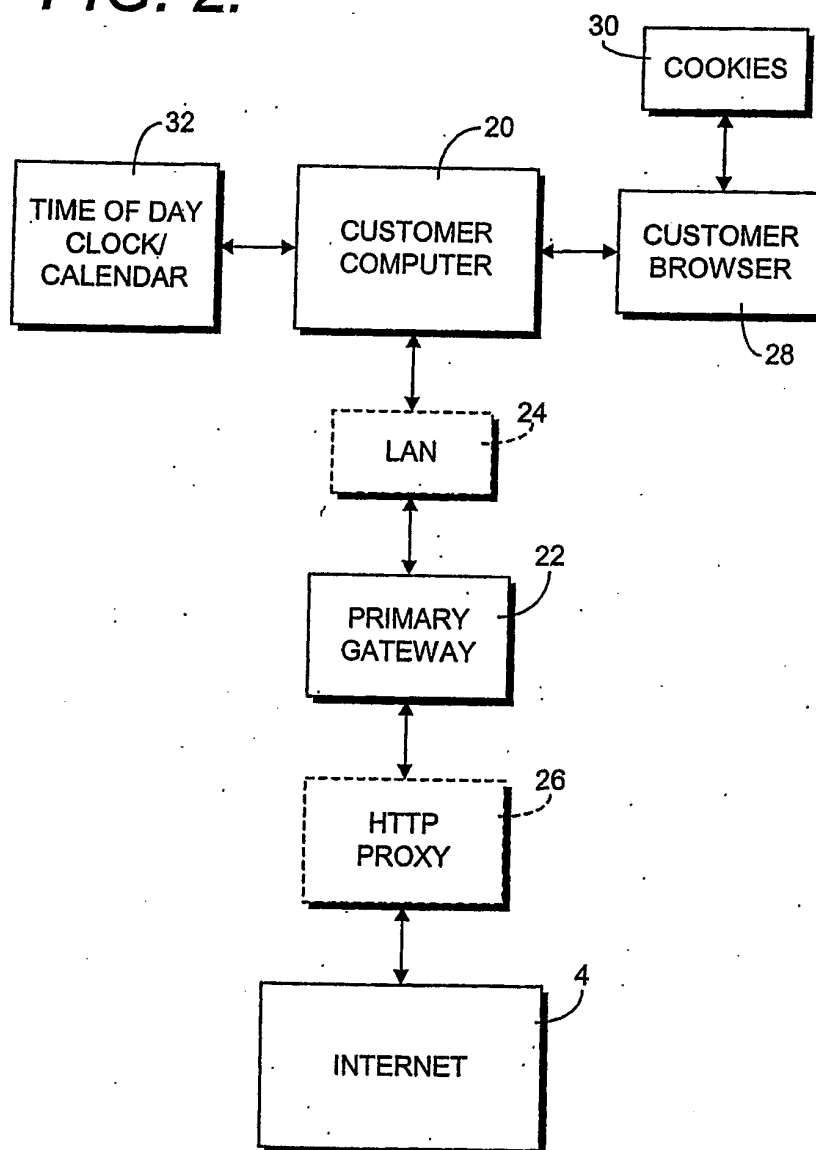 FIG. 2.
30
COOKIES
32
20
TIME OF DAY
CLOCK/
CALENDAR
CUSTOMER
COMPUTER
CUSTOMER
BROWSER
28
24
LAN
22
PRIMARY
GATEWAY
26
HTTP
PROXY
4
INTERNET